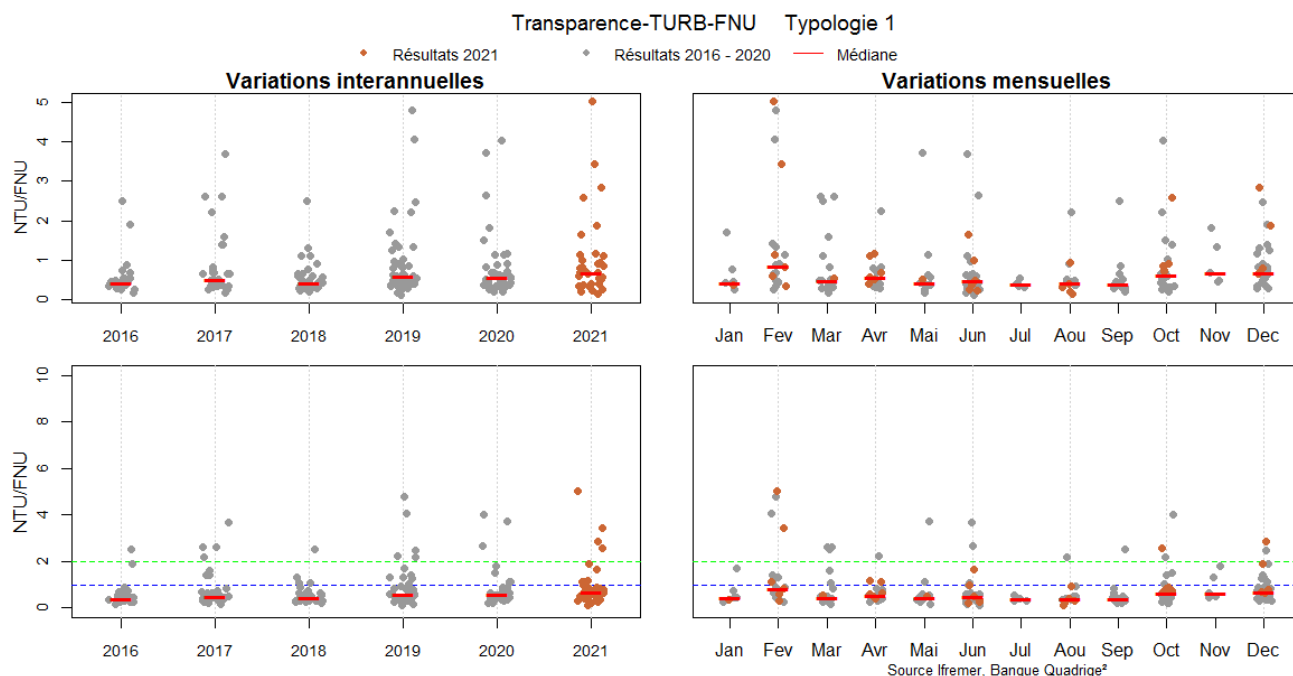 Transparence-TURB-FNU Typologie 1
Résultats 2021 Résultats 2016 - 2020 Médiane
Variations interannuelles Variations mensuelles
NTU/FNU
5
4
3
2
1
0
2016 2017 2018 2019 2020 2021
Jan Fev Mar Avr Mai Jun Jul Aou Sep Oct Nov Dec
NTU/FNU
10
8
6
4
2
0
2016 2017 2018 2019 2020 2021
Jan Fev Mar Avr Mai Jun Jul Aou Sep Oct Nov Dec
Source Ifremer, Banque Quadrige²